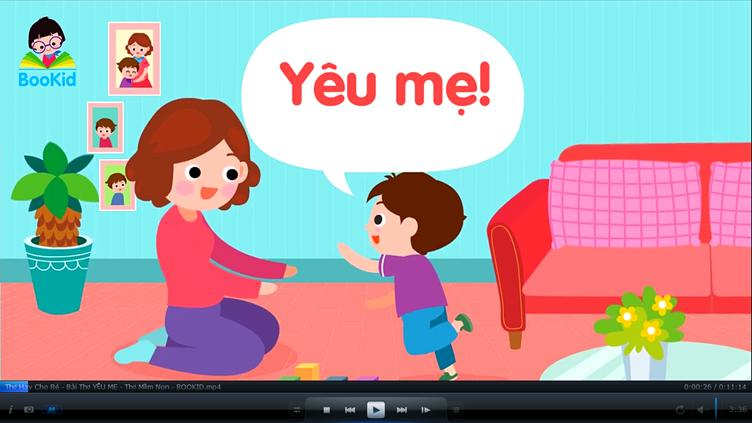 BooKid
Yêu mẹ!
Thơ Hay Cho Bé - Bài Thơ YÊU MẸ - Thơ Mầm Non - BOOKID.mp4
0:00:26 / 0:11:14
3:36